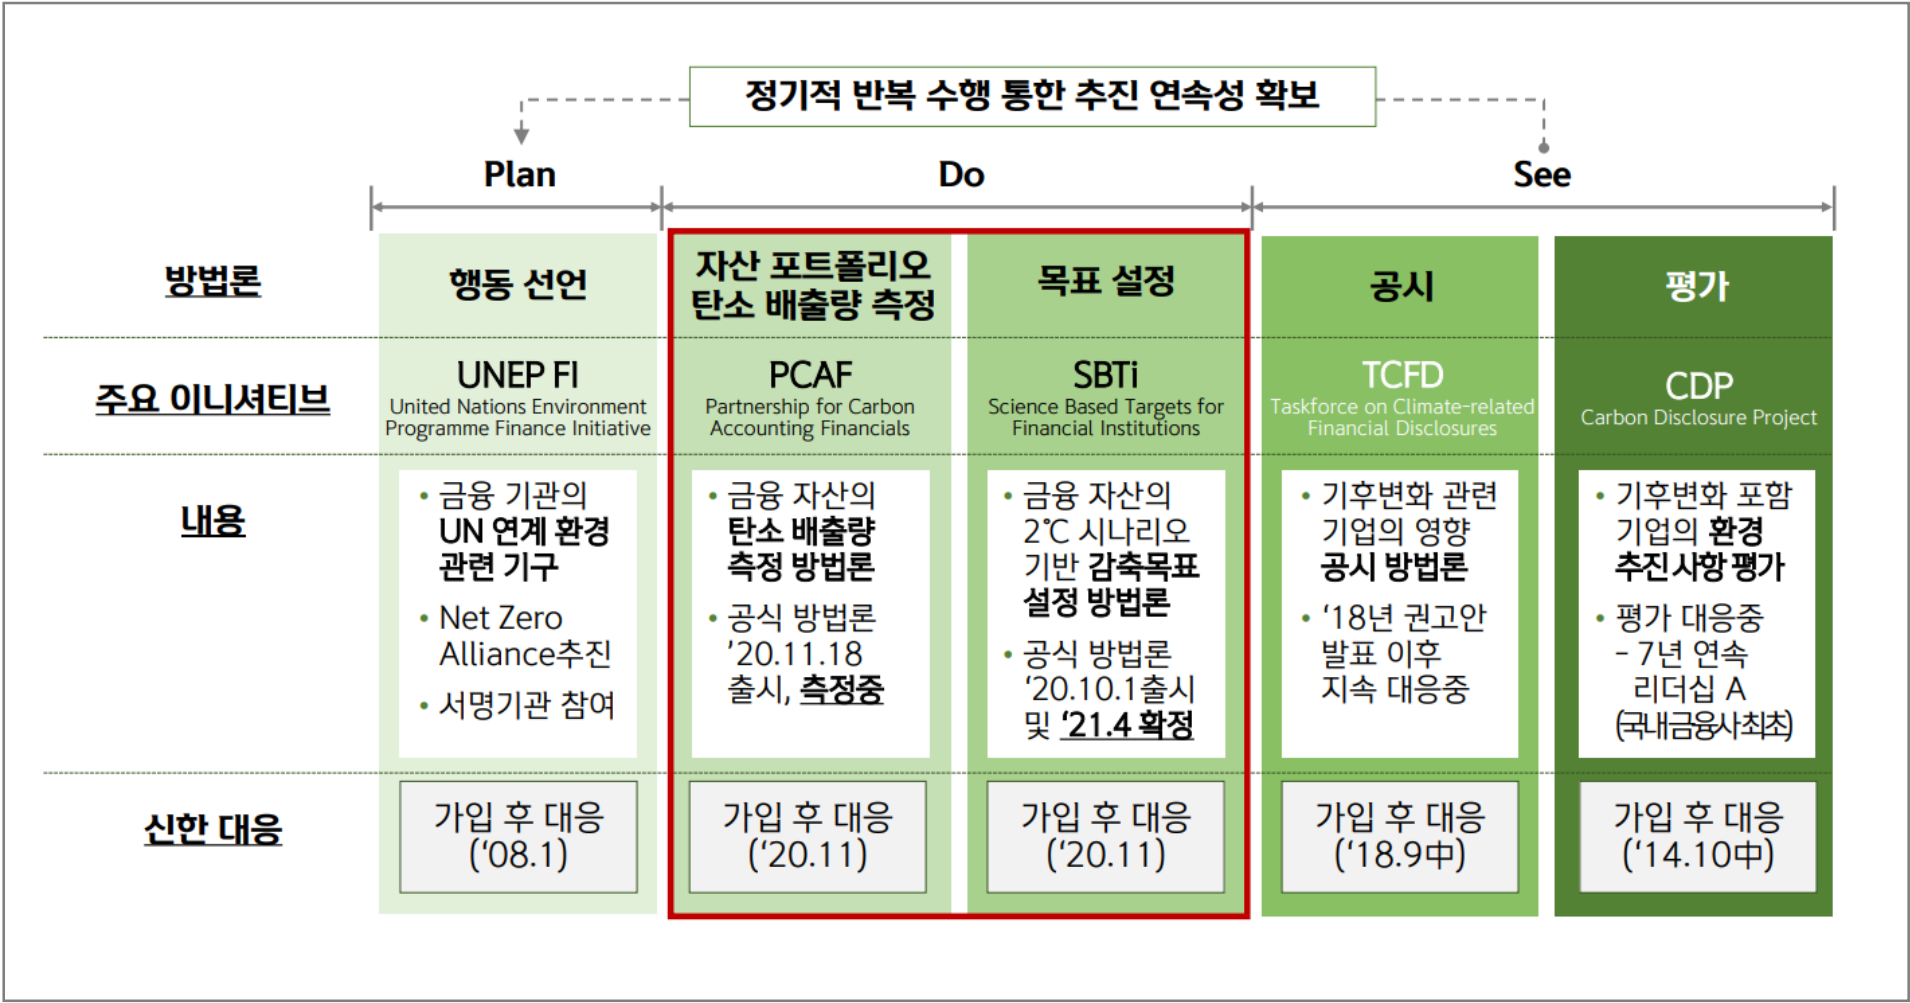 정기적 반복 수행 통한 추진 연속성 확보
Plan
Do
See
방법론
행동 선언
자산 포트폴리오
탄소 배출량 측정
목표 설정
공시
평가
주요 이니셔티브
UNEP FI
United Nations Environment
Programme Finance Initiative
PCAF
Partnership for Carbon
Accounting Financials
SBTi
Science Based Targets for
Financial Institutions
TCFD
Taskforce on Climate-related
Financial Disclosures
CDP
Carbon Disclosure Project
내용
• 금융 기관의
UN 연계 환경
관련 기구
• Net Zero
Alliance추진
• 서명기관 참여
• 금융 자산의
탄소 배출량
측정 방법론
• 공식 방법론
’20.11.18
출시, 측정중
• 금융 자산의
2℃ 시나리오
기반 감축목표
설정 방법론
• 공식 방법론
‘20.10.1출시
및 ‘21.4 확정
• 기후변화 관련
기업의 영향
공시 방법론
• ‘18년 권고안
발표 이후
지속 대응중
• 기후변화 포함
기업의 환경
추진사항 평가
• 평가 대응중
- 7년 연속
리더십 A
(국내금융사최초)
신한 대응
가입 후 대응
(‘08.1)
가입 후 대응
(‘20.11)
가입 후 대응
(‘20.11)
가입 후 대응
(‘18.9中)
가입 후 대응
(‘14.10中)